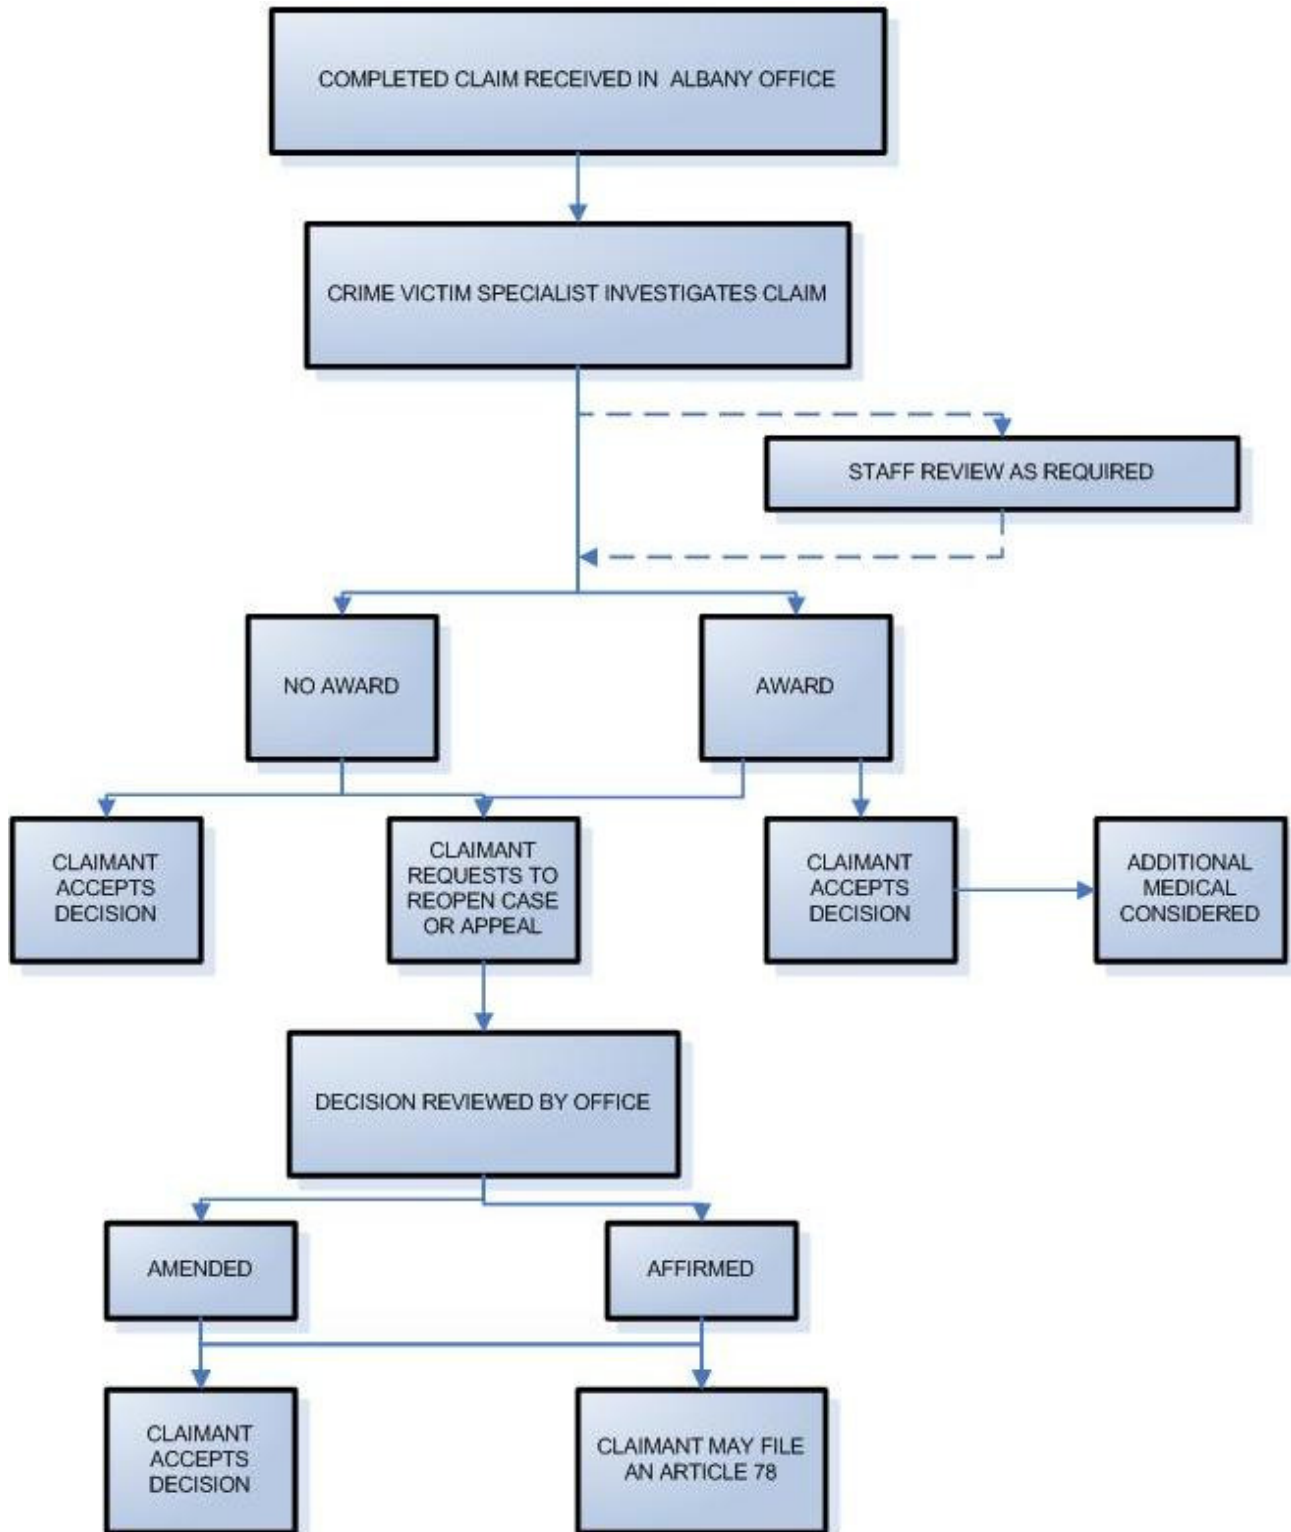 COMPLETED CLAIM RECEIVED IN ALBANY OFFICE
CRIME VICTIM SPECIALIST INVESTIGATES CLAIM
STAFF REVIEW AS REQUIRED
NO AWARD
AWARD
CLAIMANT
ACCEPTS
DECISION
CLAIMANT
REQUESTS TO
REOPEN CASE
OR APPEAL
CLAIMANT
ACCEPTS
DECISION
ADDITIONAL
MEDICAL
CONSIDERED
DECISION REVIEWED BY OFFICE
AMENDED
AFFIRMED
CLAIMANT
ACCEPTS
DECISION
CLAIMANT MAY FILE
AN ARTICLE 78